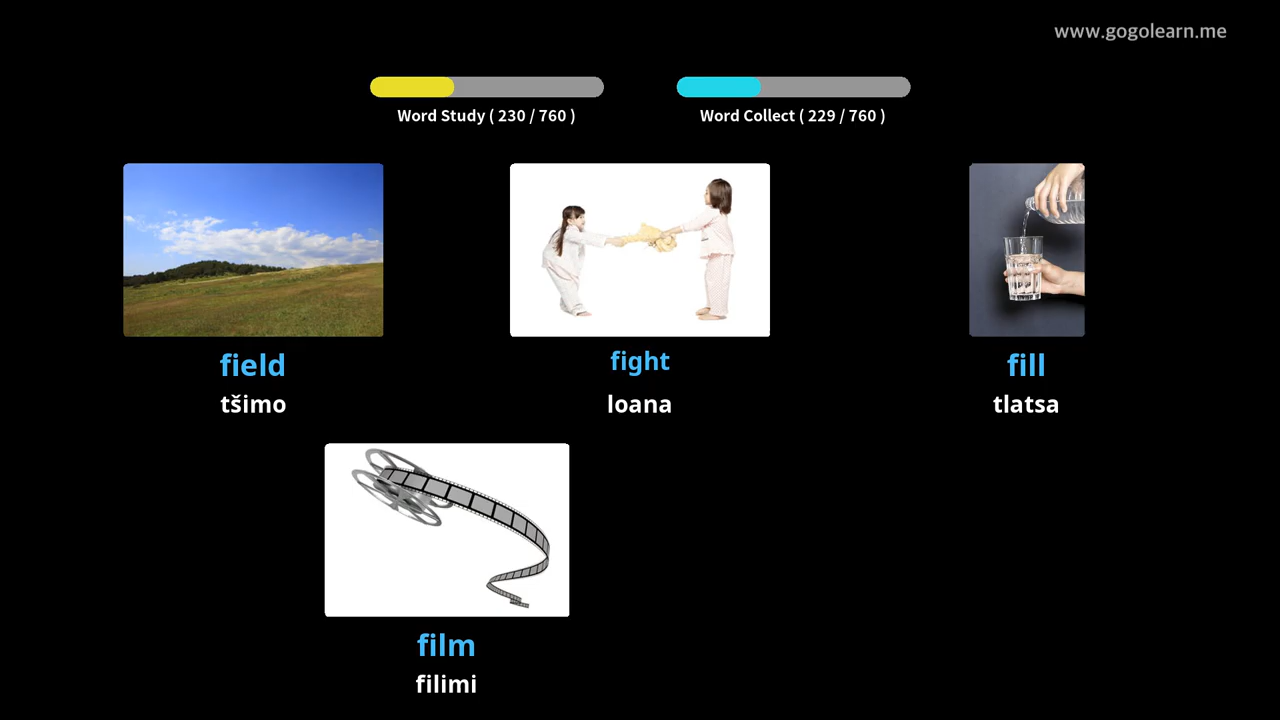 www.gogolearn.me
Word Study ( 230 / 760 )
Word Collect ( 229 / 760 )
field
tšimo
fight
loana
fill
tlatsa
film
filimi